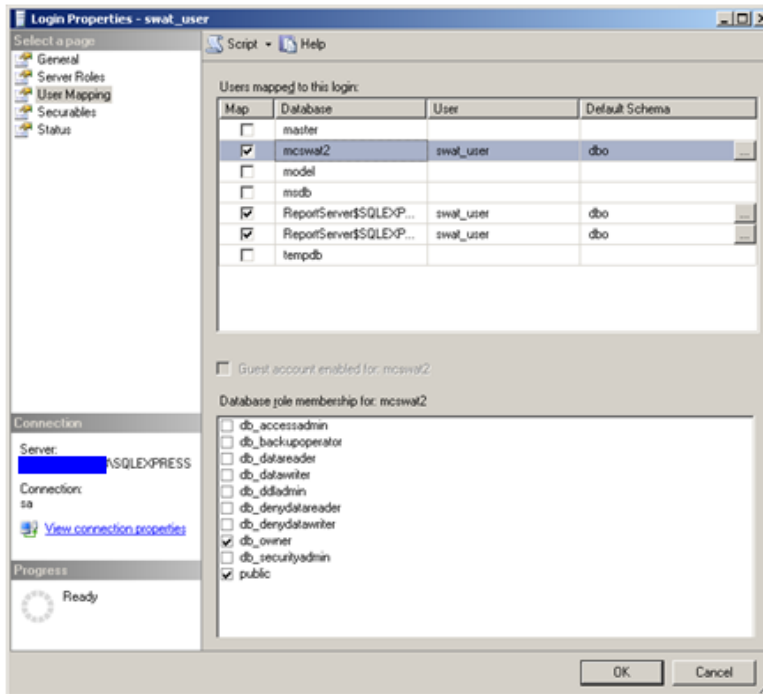 Login Properties - swat_user
Select a page
General
Server Roles
User Mapping
Securables
Status
Script
Help
Users mapped to this login:
Map Database User Default Schema
master
mcswat2 swat_user dbo ...
model
msdb
ReportServer$SQLEXP... swat_user dbo ...
ReportServer$SQLEXP... swat_user dbo ...
tempdb
Guest account enabled for: mcswat2
Database role membership for: mcswat2
db_accessadmin
db_backupoperator
db_datareader
db_datawriter
db_ddladmin
db_denydatareader
db_denydatawriter
db_owner
db_securityadmin
public
Connection
Server:
\SQLEXPRESS
Connection:
sa
View connection properties
Progress
Ready
OK Cancel